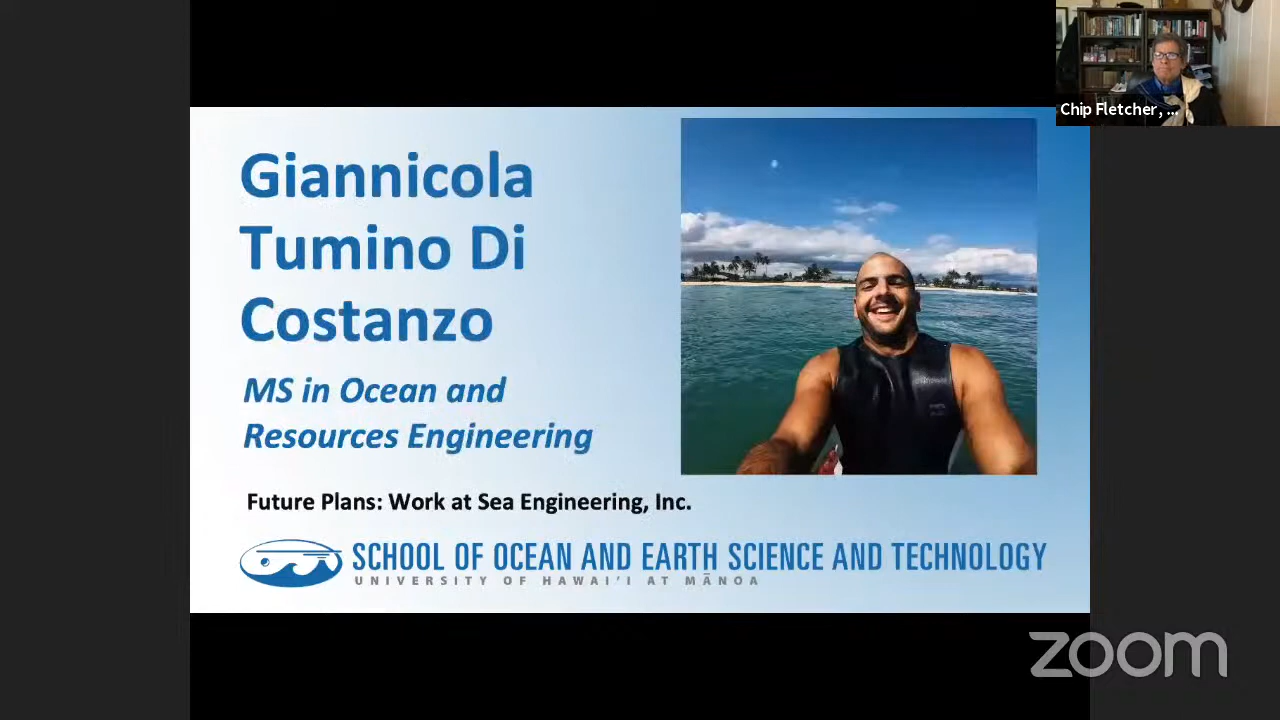 Chip Fletcher, ...
Giannicola
Tumino Di
Costanzo
MS in Ocean and
Resources Engineering
Future Plans: Work at Sea Engineering, Inc.
SCHOOL OF OCEAN AND EARTH SCIENCE AND TECHNOLOGY
UNIVERSITY OF HAWAI'I AT MĀNOA
zoom